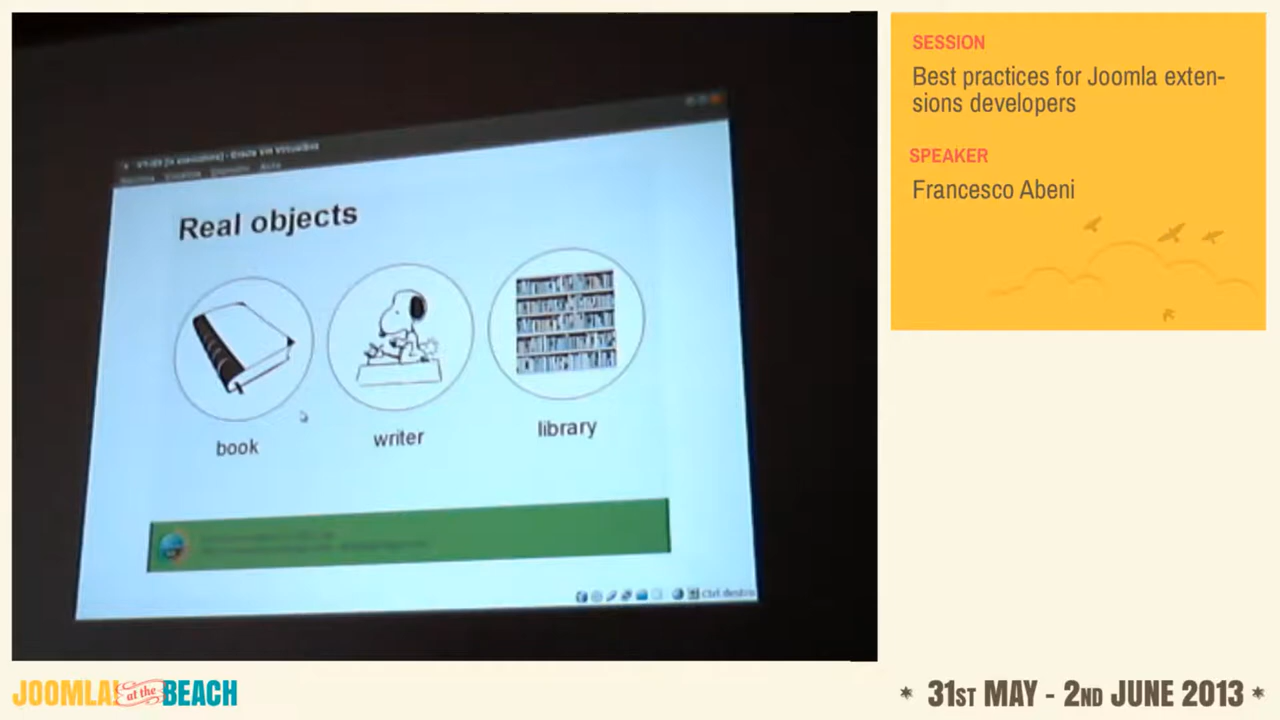 Real objects
book
writer
library
Ctrl destro
SESSION
Best practices for Joomla exten-
sions developers
SPEAKER
Francesco Abeni
JOOMLA! at the BEACH
* 31ST MAY - 2ND JUNE 2013 *